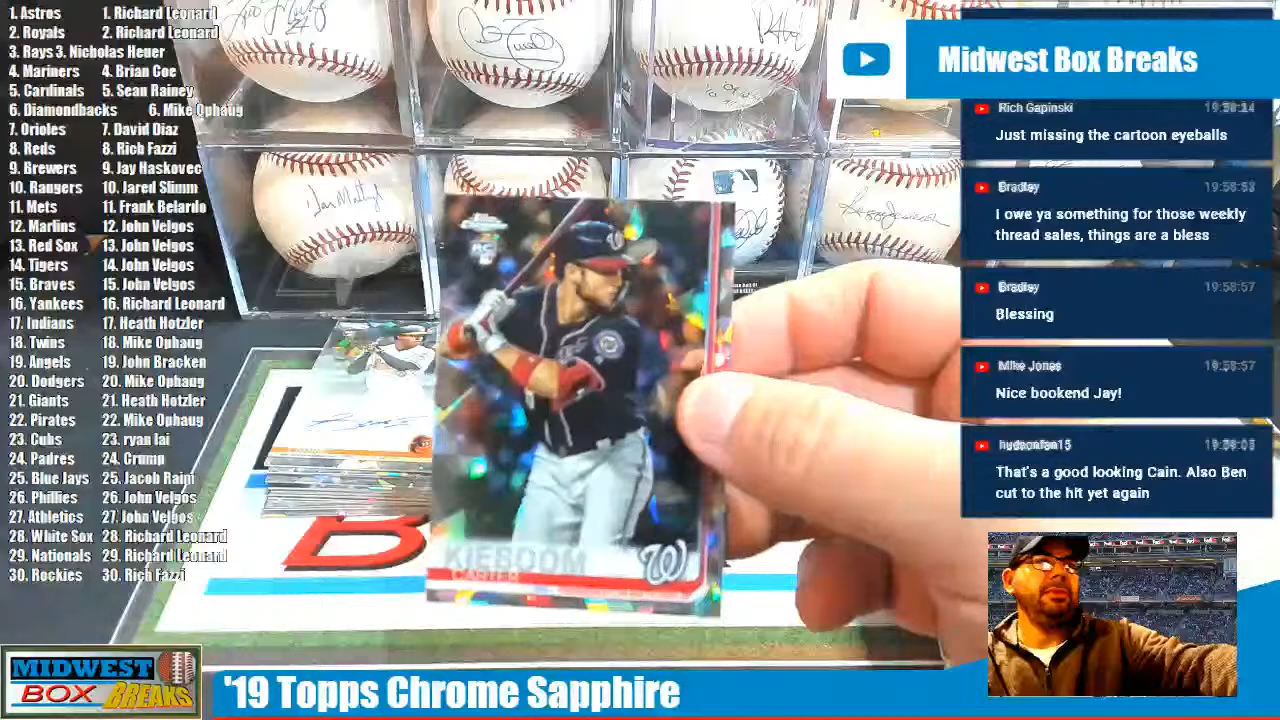 1. Astros 1. Richard Leonard
2. Royals 2. Richard Leonard
3. Rays 3. Nicholas Heuer
4. Mariners 4. Brian Coe
5. Cardinals 5. Sean Rainey
6. Diamondbacks 6. Mike Ophaug
7. Orioles 7. David Diaz
8. Reds 8. Rich Fazzi
9. Brewers 9. Jay Haskovec
10. Rangers 10. Jared Slimm
11. Mets 11. Frank Belardo
12. Marlins 12. John Velgos
13. Red Sox 13. John Velgos
14. Tigers 14. John Velgos
15. Braves 15. John Velgos
16. Yankees 16. Richard Leonard
17. Indians 17. Heath Hotzler
18. Twins 18. Mike Ophaug
19. Angels 19. John Bracken
20. Dodgers 20. Mike Ophaug
21. Giants 21. Heath Hotzler
22. Pirates 22. Mike Ophaug
23. Cubs 23. ryan lai
24. Padres 24. Crump
25. Blue Jays 25. Jacob Raim
26. Phillies 26. John Velgos
27. Athletics 27. John Velgos
28. White Sox 28. Richard Leonard
29. Nationals 29. Richard Leonard
30. Rockies 30. Rich Fazzi
RC
KIEBOOM
CARTER
W
B
Midwest Box Breaks
Rich Gapinski
Just missing the cartoon eyeballs
Bradley
I owe ya something for those weekly
thread sales, things are a bless
Bradley 19:58:57
Blessing
Mike Jones 19:58:57
Nice bookend Jay!
hudsonfan15
That's a good looking Cain. Also Ben
cut to the hit yet again
MIDWEST
BOX BREAKS
'19 Topps Chrome Sapphire